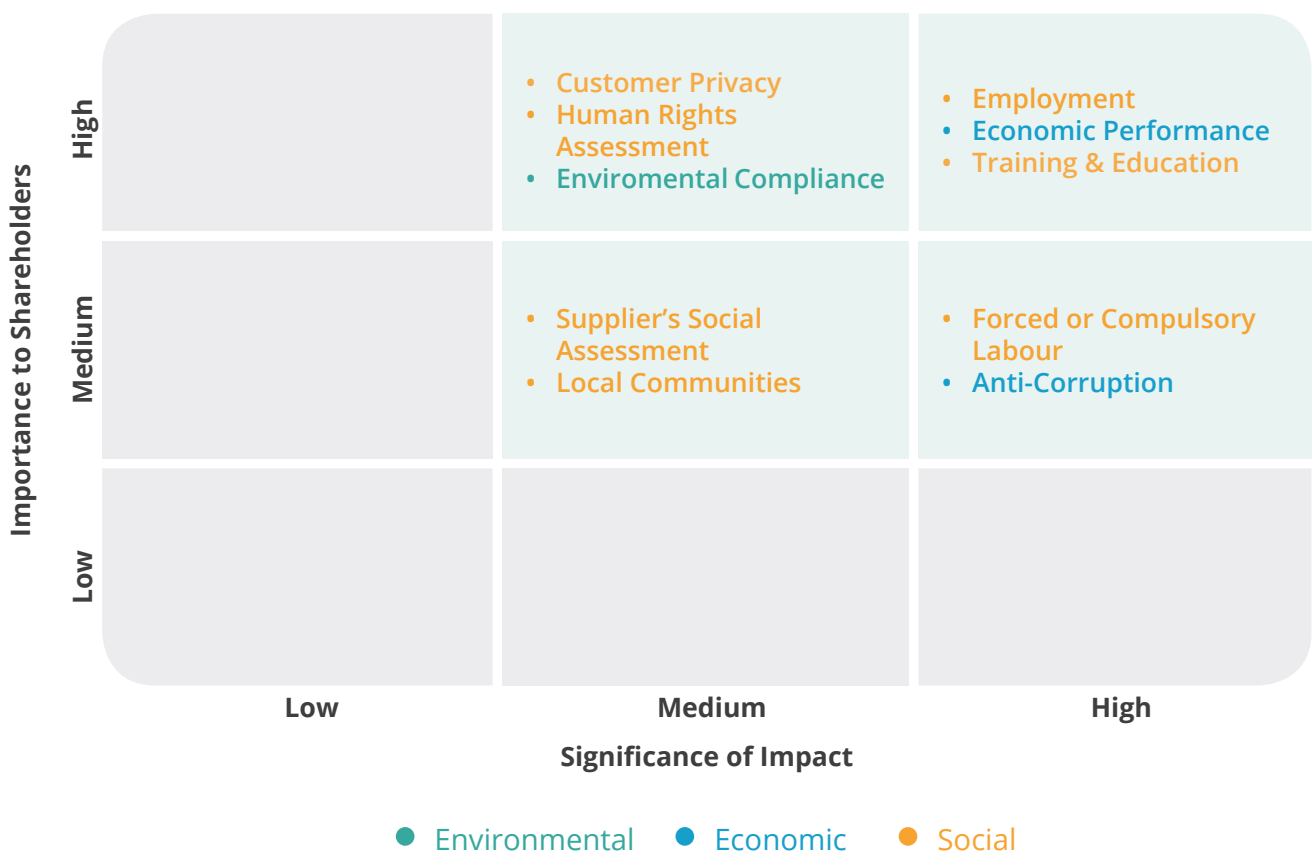 Importance to Shareholders
High
• Customer Privacy
• Human Rights
Assessment
• Enviromental Compliance
• Employment
• Economic Performance
• Training & Education
Medium
• Supplier’s Social
Assessment
• Local Communities
• Forced or Compulsory
Labour
• Anti-Corruption
Low
Low
Medium
High
Significance of Impact
● Environmental ● Economic ● Social